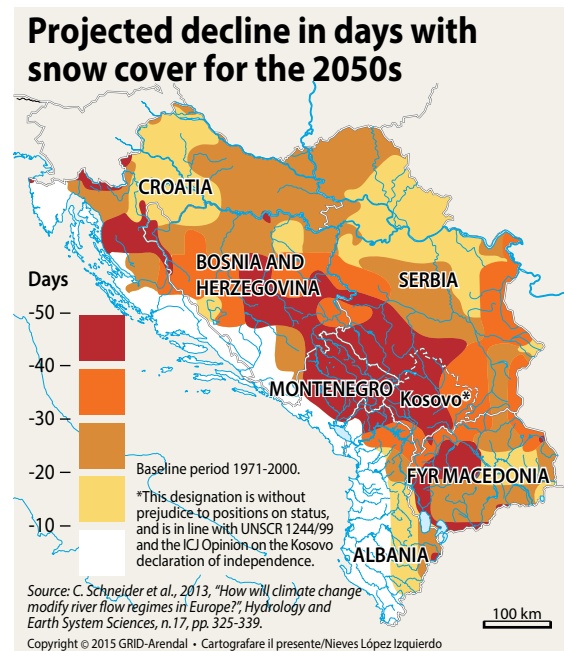 Projected decline in days with
snow cover for the 2050s
CROATIA
BOSNIA AND
HERZEGOVINA
SERBIA
Days
-50
-40
-30
-20
-10
MONTENEGRO
Kosovo*
FYR MACEDONIA
ALBANIA
Baseline period 1971-2000.
*This designation is without
prejudice to positions on status,
and is in line with UNSCR 1244/99
and the ICJ Opinion on the Kosovo
declaration of independence.
Source: C. Schneider et al., 2013, "How will climate change
modify river flow regimes in Europe?", Hydrology and
Earth System Sciences, n.17, pp. 325-339.
100 km
Copyright © 2015 GRID-Arendal • Cartografare il presente/Nieves López Izquierdo